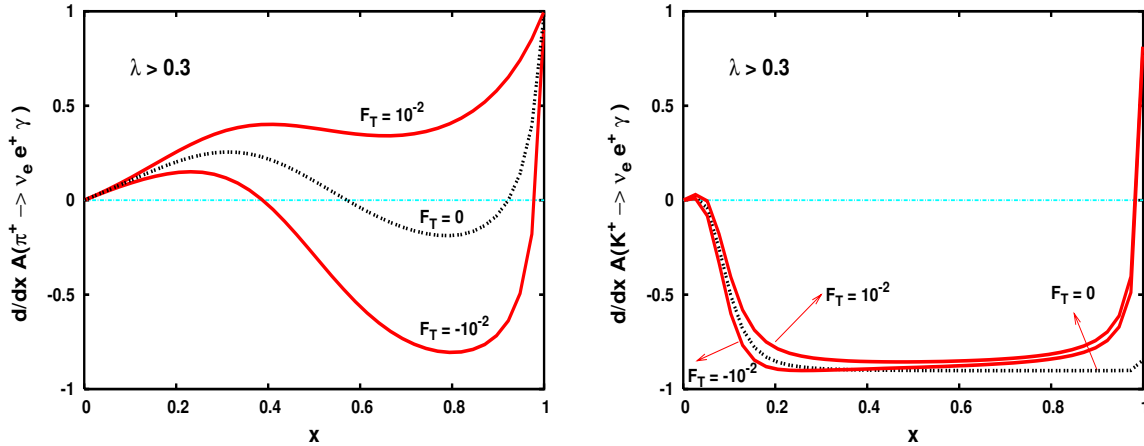 d/dx A(π⁺ −> ν_e e⁺ γ )
1
0.5
0
-0.5
-1
λ > 0.3
F_T = 10⁻²
F_T = 0
F_T = -10⁻²
0 0.2 0.4 0.6 0.8 1
x
d/dx A(K⁺ −> ν_e e⁺ γ )
1
0.5
0
-0.5
-1
λ > 0.3
F_T = 0
F_T = 10⁻²
F_T = -10⁻²
0 0.2 0.4 0.6 0.8 1
x